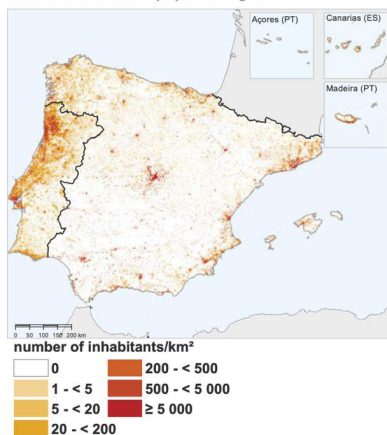 Açores (PT)
Canarias (ES)
Madeira (PT)
0 50 100 150 200 km
number of inhabitants/km²
0
1 - < 5
5 - < 20
20 - < 200
200 - < 500
500 - < 5 000
≥ 5 000